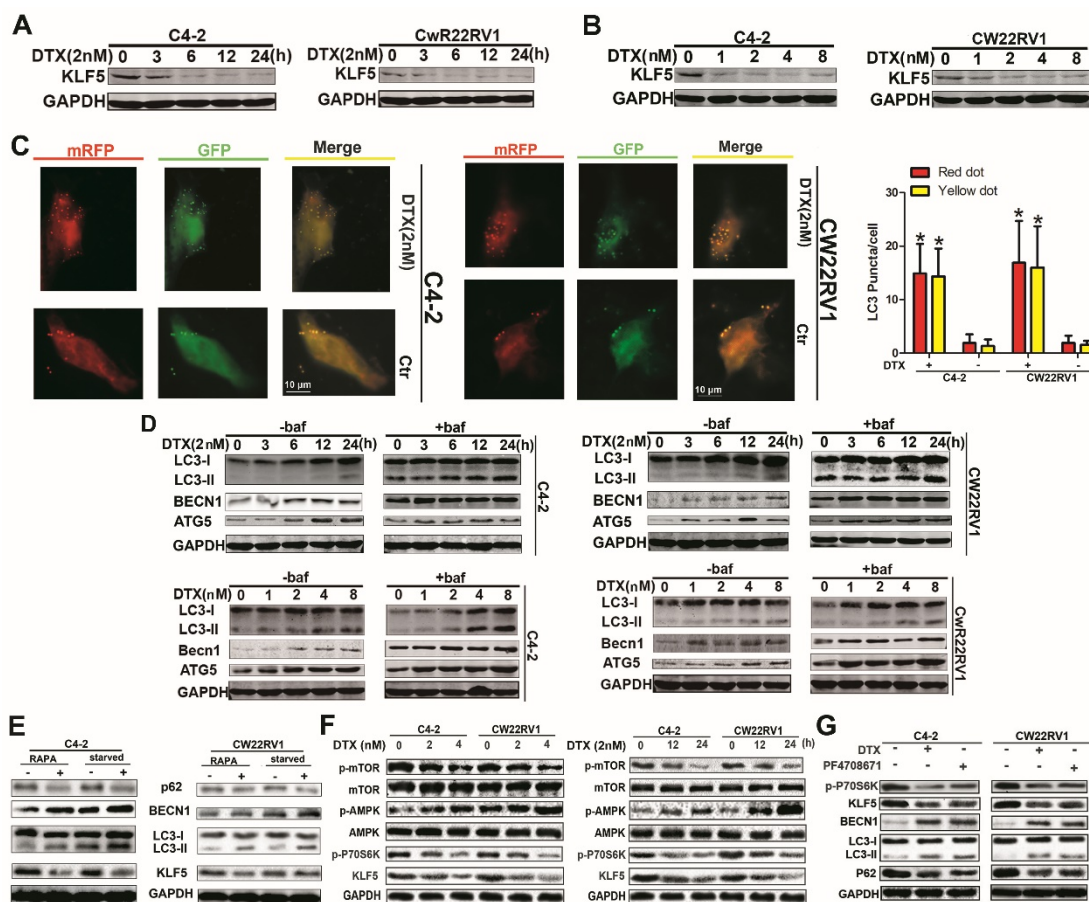 A
C4-2
DTX(2nM) 0 3 6 12 24(h)
KLF5
GAPDH
CwR22RV1
DTX(2nM) 0 3 6 12 24(h)
KLF5
GAPDH
B
C4-2
DTX(nM) 0 1 2 4 8
KLF5
GAPDH
CW22RV1
DTX(nM) 0 1 2 4 8
KLF5
GAPDH
C
mRFP GFP Merge
DTX(2nM)
Ctr
C4-2
10 μm
mRFP GFP Merge
DTX(2nM)
Ctr
CW22RV1
10 μm
Red dot
Yellow dot
LC3 Puncta/cell
30
20
10
0
* * * *
DTX + - + -
C4-2 CW22RV1
D
-baf +baf
DTX(2nM) 0 3 6 12 24 0 3 6 12 24(h)
LC3-I
LC3-II
BECN1
ATG5
GAPDH
C4-2
-baf +baf
DTX(2nM) 0 3 6 12 24 0 3 6 12 24(h)
LC3-I
LC3-II
BECN1
ATG5
GAPDH
CW22RV1
-baf +baf
DTX(nM) 0 1 2 4 8 0 1 2 4 8
LC3-I
LC3-II
Becn1
ATG5
GAPDH
C4-2
-baf +baf
DTX(nM) 0 1 2 4 8 0 1 2 4 8
LC3-I
LC3-II
Becn1
ATG5
GAPDH
CwR22RV1
E
C4-2
RAPA starved
- + - +
CW22RV1
RAPA starved
- + - +
p62
BECN1
LC3-I
LC3-II
KLF5
GAPDH
F
C4-2 CW22RV1
DTX (nM) 0 2 4 0 2 4
p-mTOR
mTOR
p-AMPK
AMPK
p-P70S6K
KLF5
GAPDH
C4-2 CW22RV1
DTX (2nM) 0 12 24 0 12 24 (h)
p-mTOR
mTOR
p-AMPK
AMPK
p-P70S6K
KLF5
GAPDH
G
C4-2 CW22RV1
DTX - + - - + -
PF4708671 - - + - - +
p-P70S6K
KLF5
BECN1
LC3-I
LC3-II
P62
GAPDH